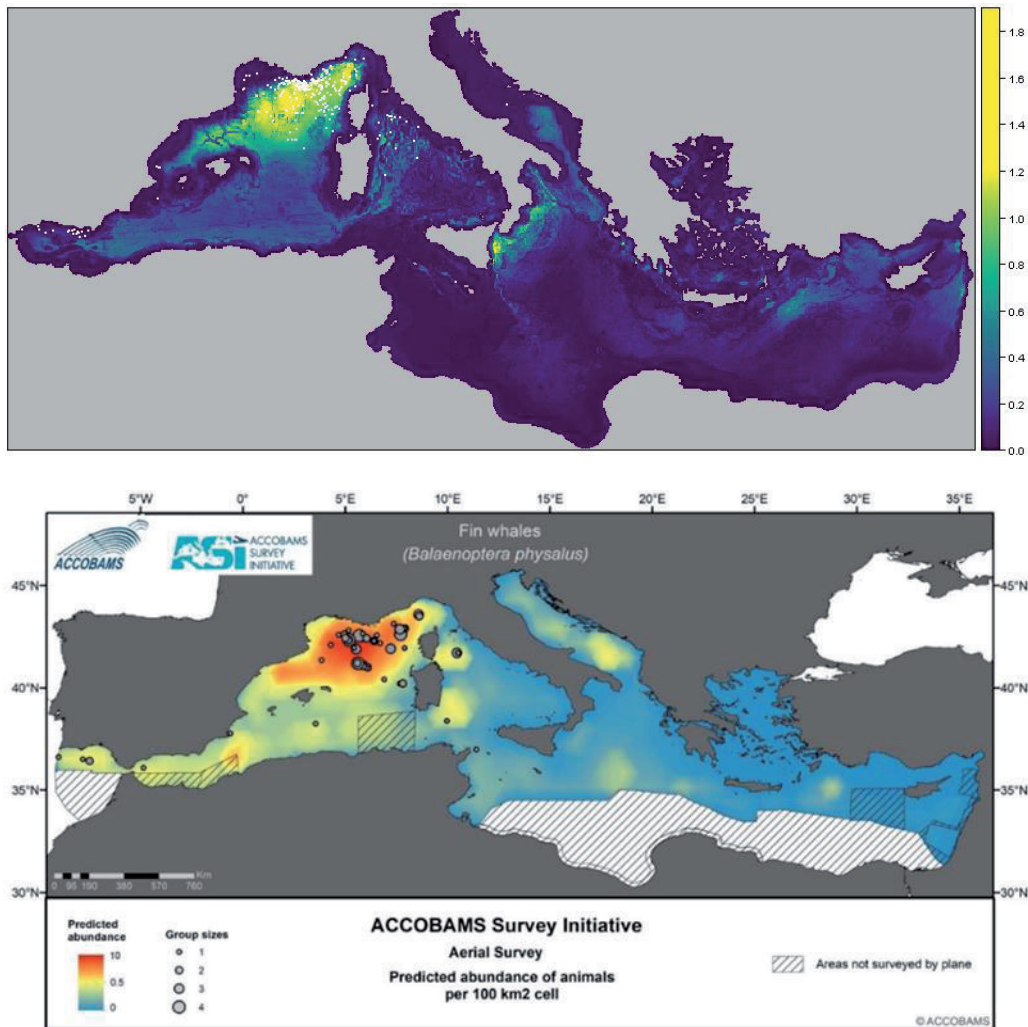 1.8
1.6
1.4
1.2
1.0
0.8
0.6
0.4
0.2
0.0
5°W 0° 5°E 10°E 15°E 20°E 25°E 30°E 35°E
ACCOBAMS
ASI ACCOBAMS
SURVEY
INITIATIVE
Fin whales
(Balaenoptera physalus)
45°N 45°N
40°N 40°N
35°N 35°N
30°N 30°N
Km
0 95 190 380 570 760
Predicted
abundance
10
0.5
0
Group sizes
1
2
3
4
ACCOBAMS Survey Initiative
Aerial Survey
Predicted abundance of animals
per 100 km2 cell
Areas not surveyed by plane
© ACCOBAMS